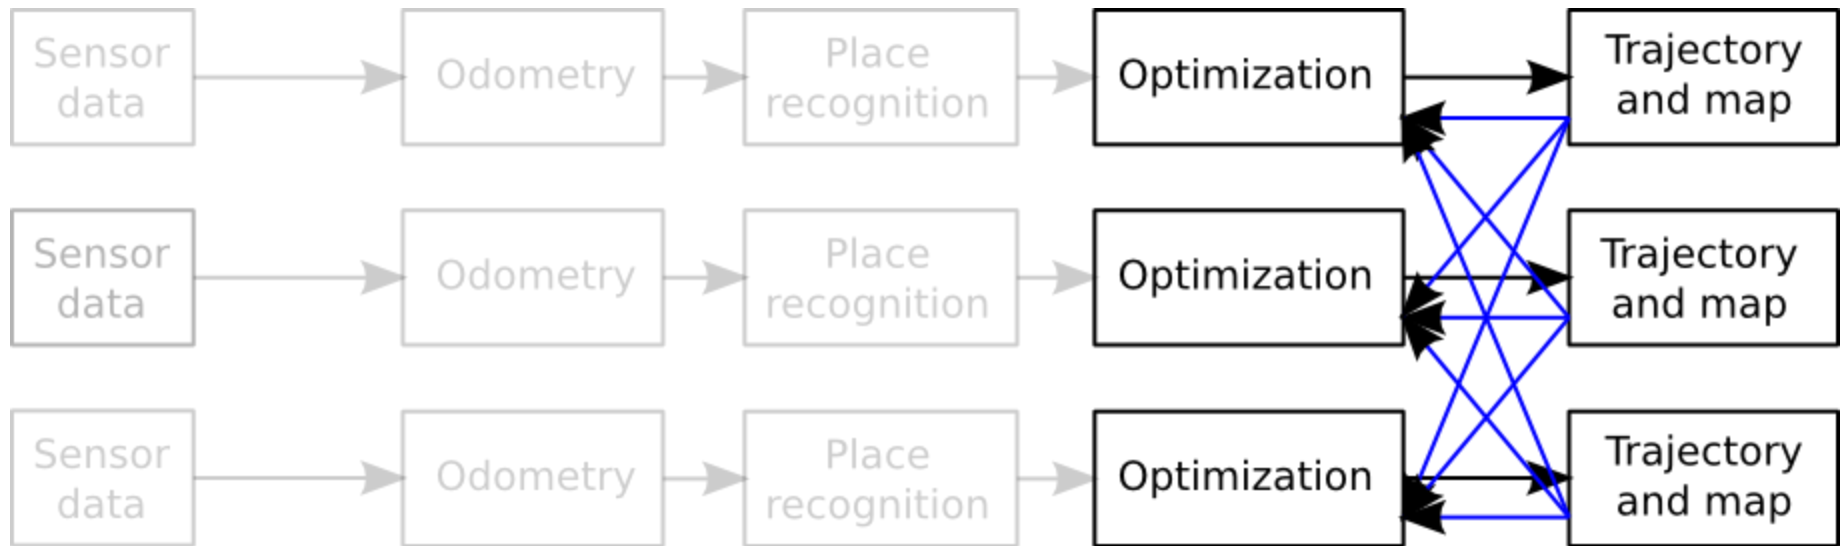 Sensor
data
Odometry
Place
recognition
Optimization
Trajectory
and map
Sensor
data
Odometry
Place
recognition
Optimization
Trajectory
and map
Sensor
data
Odometry
Place
recognition
Optimization
Trajectory
and map